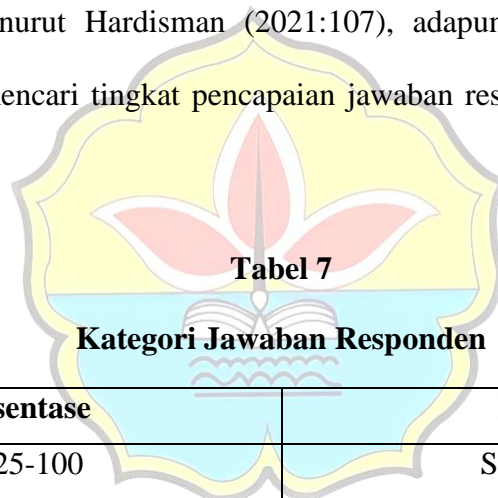 nurut Hardisman (2021:107), adapun
encari tingkat pencapaian jawaban res
Tabel 7
Kategori Jawaban Responden
sentase
25-100 S